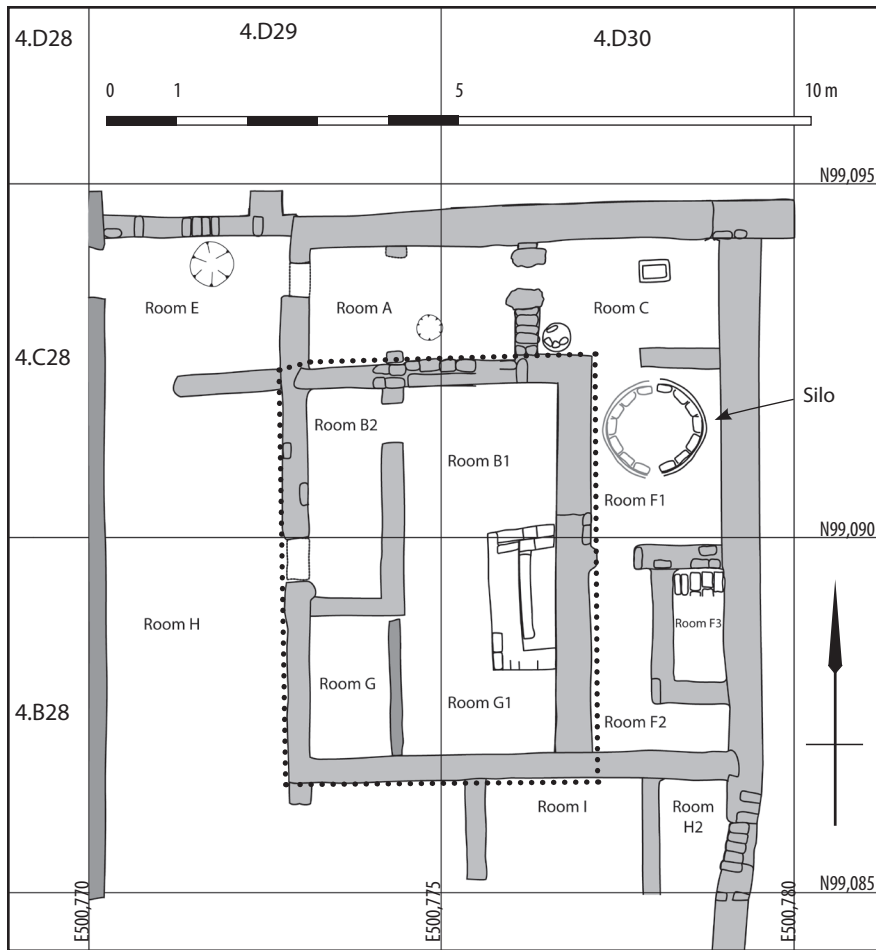 4.D28
4.D29
4.D30
0
1
5
10 m
N99,095
Room E
Room A
Room C
4.C28
Silo
Room B2
Room B1
Room F1
N99,090
Room H
Room F3
Room G
4.B28
Room G1
Room F2
Room I
Room
H2
E500,770
E500,775
E500,780
N99,085